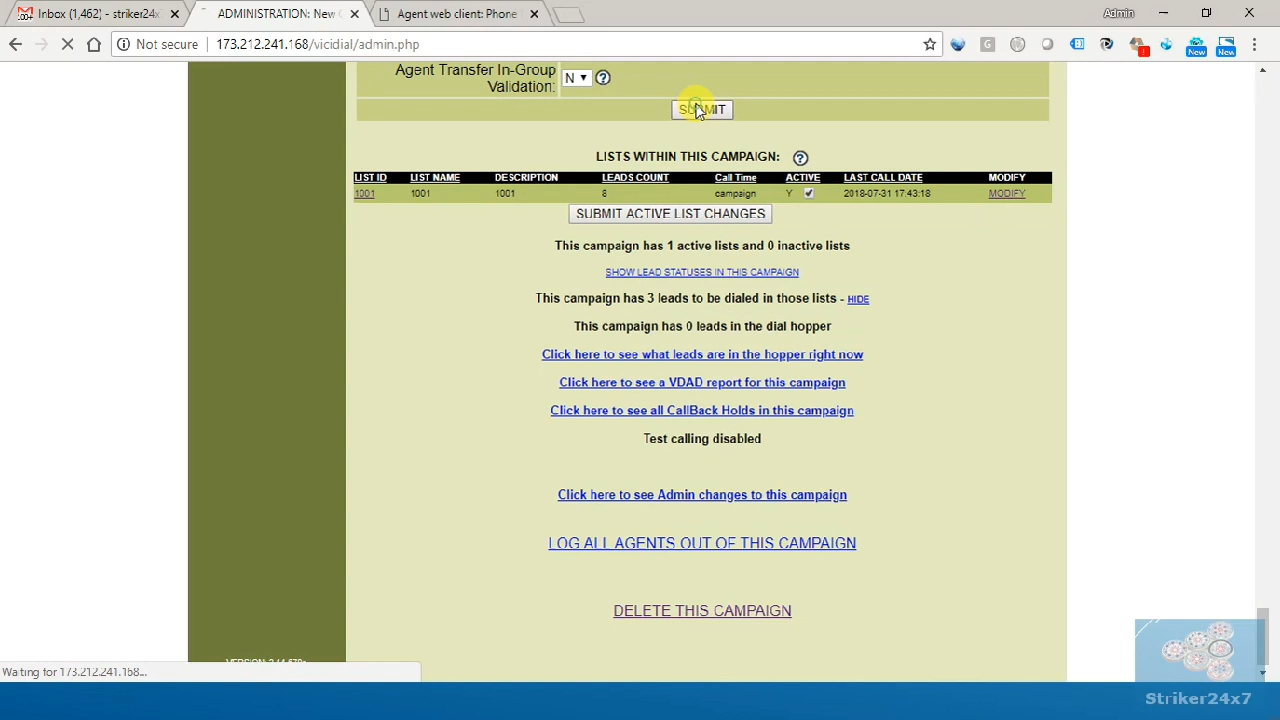 Inbox (1,462) - striker24x
ADMINISTRATION: New C
Agent web client: Phone
Admin
Not secure
173.212.241.168/vicidial/admin.php
New
New
Agent Transfer In-Group
Validation:
N
SUBMIT
LISTS WITHIN THIS CAMPAIGN:
LIST ID LIST NAME DESCRIPTION LEADS COUNT Call Time ACTIVE LAST CALL DATE MODIFY
1001 1001 1001 8 campaign Y 2018-07-31 17:43:18 MODIFY
SUBMIT ACTIVE LIST CHANGES
This campaign has 1 active lists and 0 inactive lists
SHOW LEAD STATUSES IN THIS CAMPAIGN
This campaign has 3 leads to be dialed in those lists - HIDE
This campaign has 0 leads in the dial hopper
Click here to see what leads are in the hopper right now
Click here to see a VDAD report for this campaign
Click here to see all CallBack Holds in this campaign
Test calling disabled
Click here to see Admin changes to this campaign
LOG ALL AGENTS OUT OF THIS CAMPAIGN
DELETE THIS CAMPAIGN
Waiting for 173.212.241.168...
Striker24x7